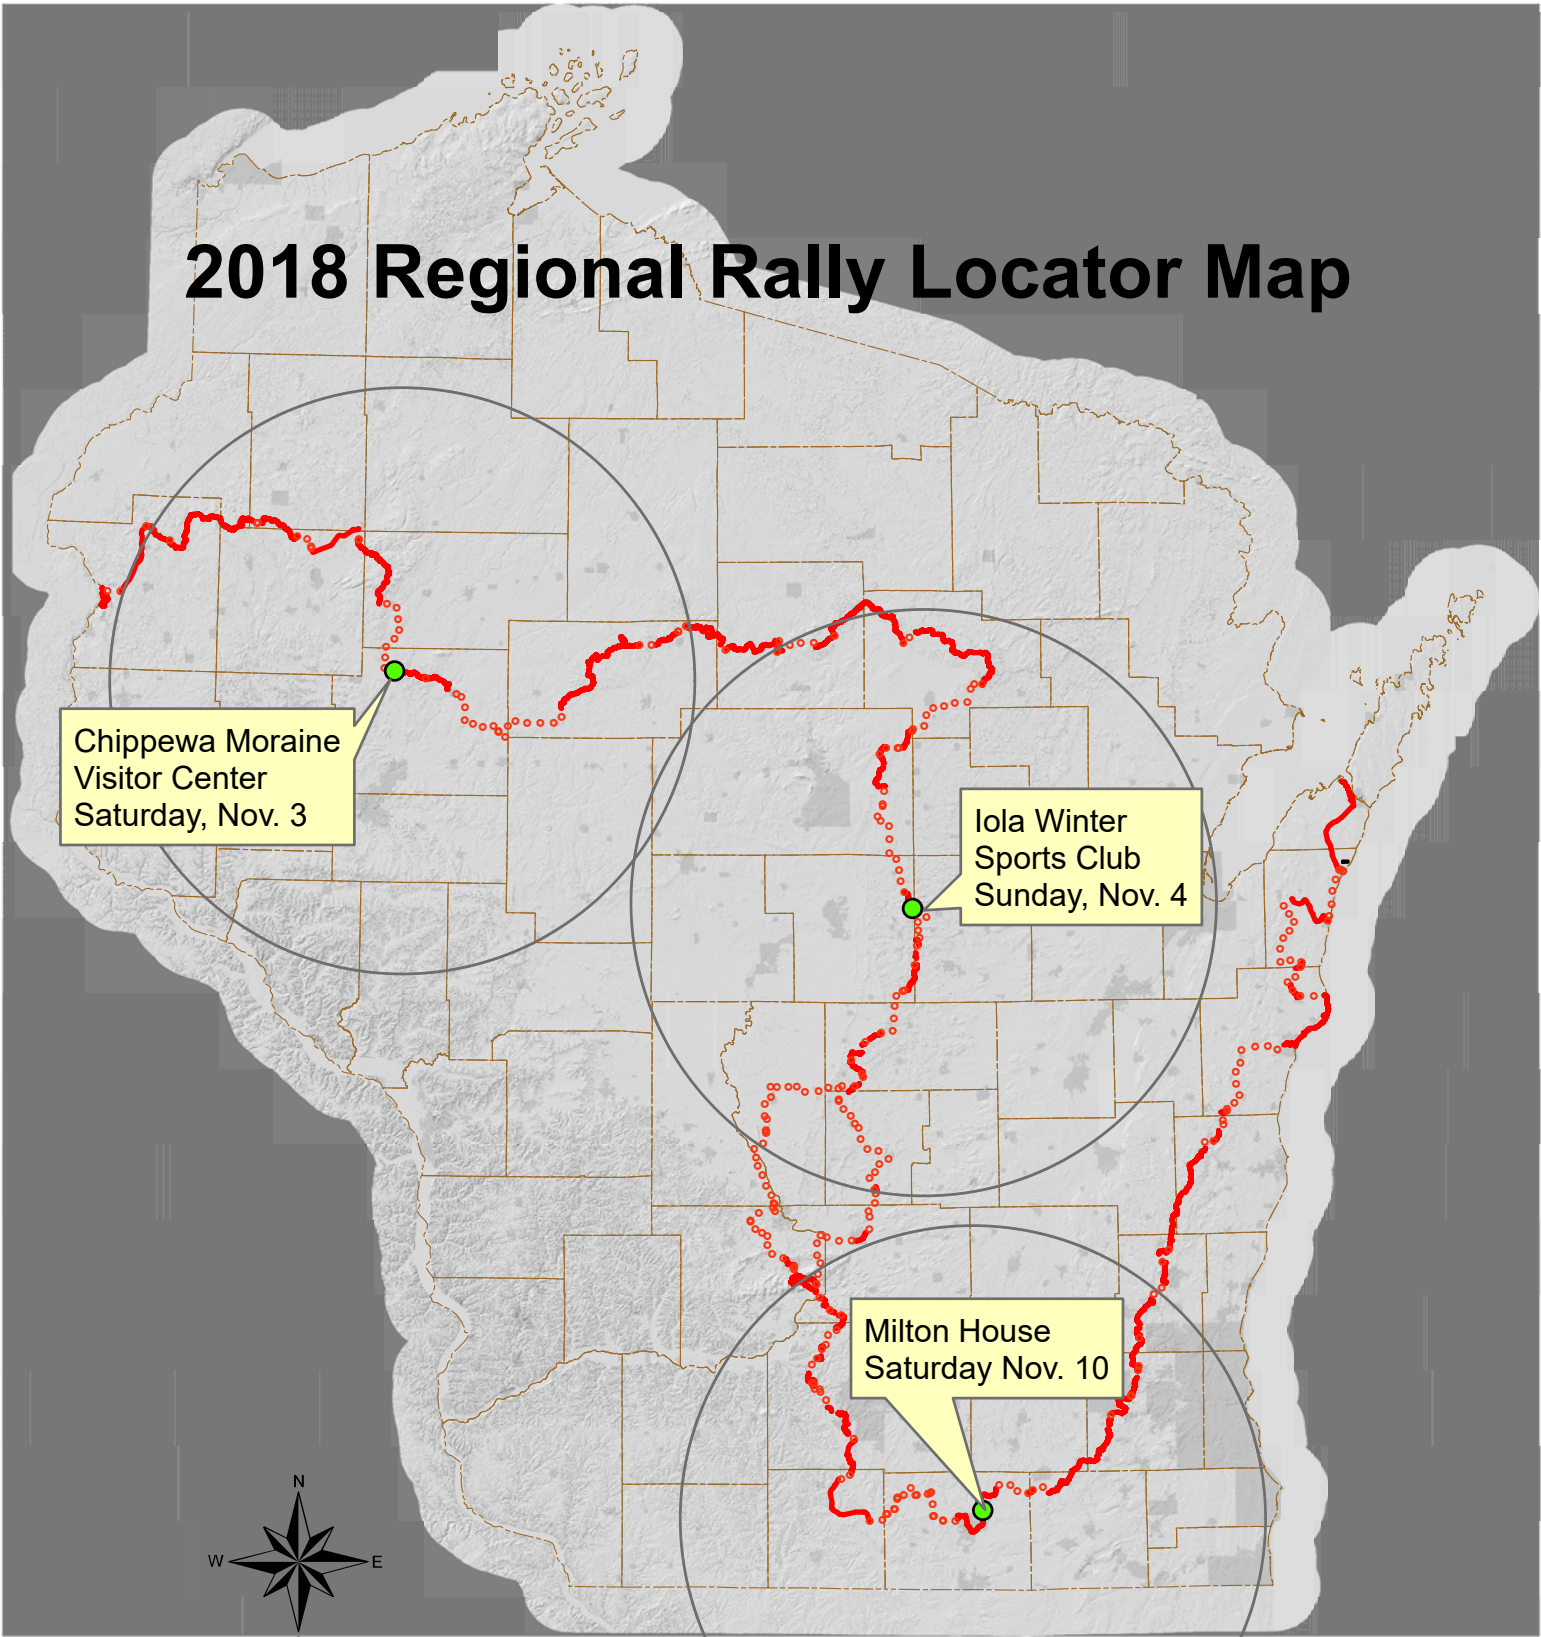 2018 Regional Rally Locator Map
Chippewa Moraine
Visitor Center
Saturday, Nov. 3
Iola Winter
Sports Club
Sunday, Nov. 4
Milton House
Saturday Nov. 10
N
W
E